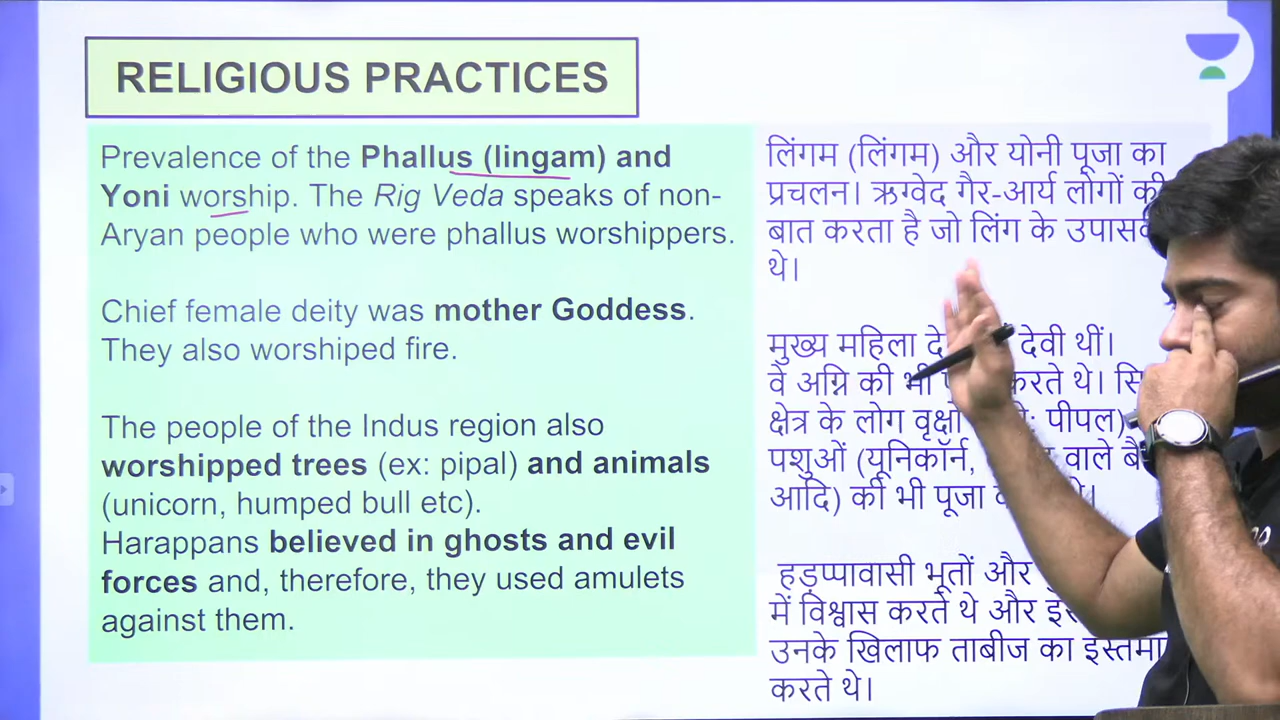 RELIGIOUS PRACTICES
Prevalence of the Phallus (lingam) and
Yoni worship. The Rig Veda speaks of non-
Aryan people who were phallus worshippers.
Chief female deity was mother Goddess.
They also worshiped fire.
The people of the Indus region also
worshipped trees (ex: pipal) and animals
(unicorn, humped bull etc).
Harappans believed in ghosts and evil
forces and, therefore, they used amulets
against them.
लिंगम (लिंगम) और योनी पूजा का
प्रचलन। ऋग्वेद गैर-आर्य लोगों की
बात करता है जो लिंग के
थे।
मुख्य महिला देवी थीं।
वे अग्नि की भी करते थे।
क्षेत्र के लोग पीपल)
पशुओं (यूनिकॉर्न, वाले
आदि) की भी पूजा
हड़प्पावासी भूतों और
में विश्वास करते थे और
उनके खिलाफ ताबीज का
करते थे।